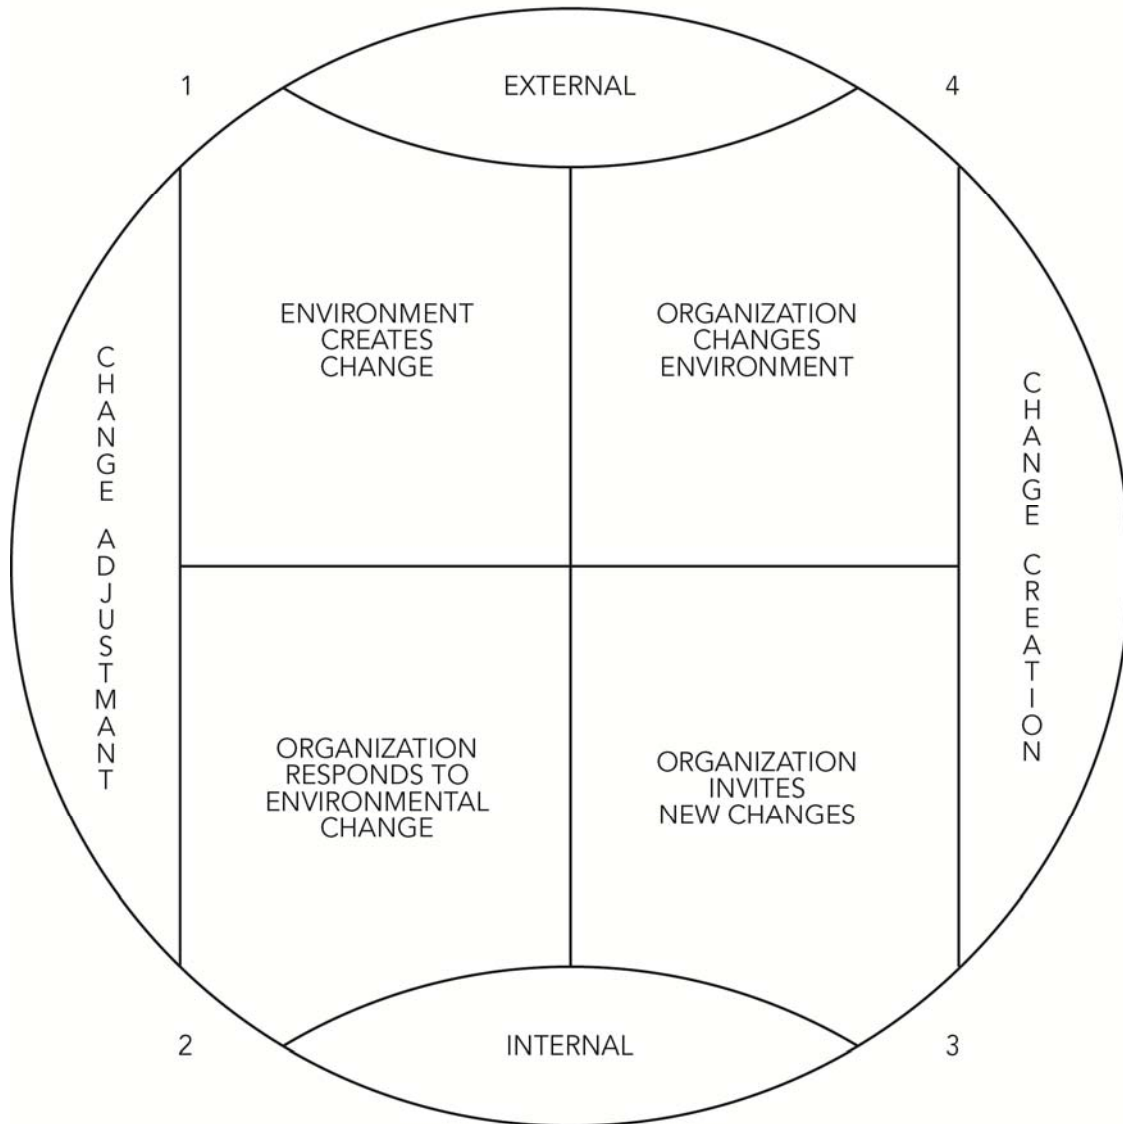 1
EXTERNAL
4
ENVIRONMENT
CREATES
CHANGE
ORGANIZATION
CHANGES
ENVIRONMENT
CHANGE ADJUSTMANT
CHANGE CREATION
ORGANIZATION
RESPONDS TO
ENVIRONMENTAL
CHANGE
ORGANIZATION
INVITES
NEW CHANGES
2
INTERNAL
3